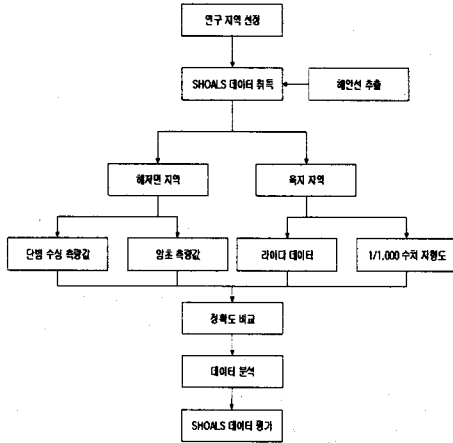 연구 지역 선정
SHOALS 데이터 취득
해안선 추출
해저면 지역
육지 지역
단빔 수심 측량값
암초 측량값
라이다 데이터
1/1,000 수치 지형도
정확도 비교
데이터 분석
SHOALS 데이터 평가